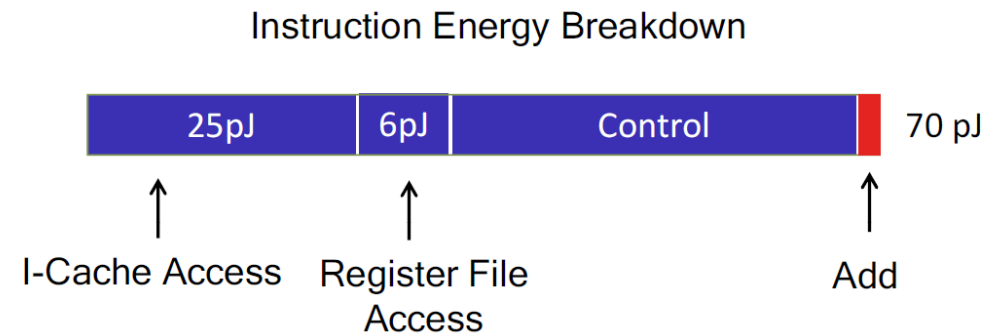 Instruction Energy Breakdown
25pJ
6pJ
Control
70 pJ
I-Cache Access
Register File
Access
Add